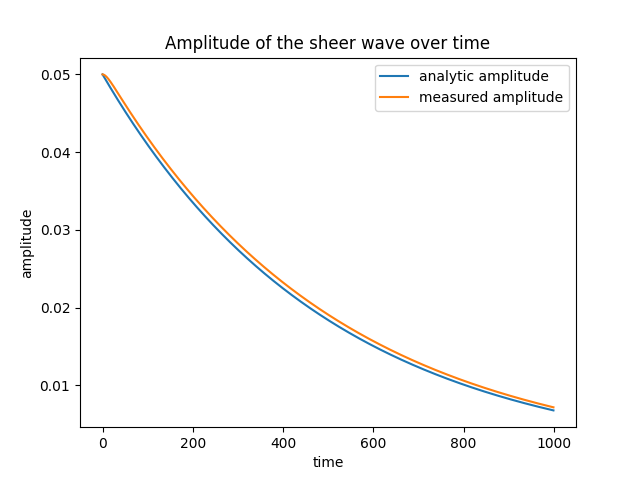 Amplitude of the sheer wave over time
analytic amplitude
measured amplitude
amplitude
0.05
0.04
0.03
0.02
0.01
0 200 400 600 800 1000
time